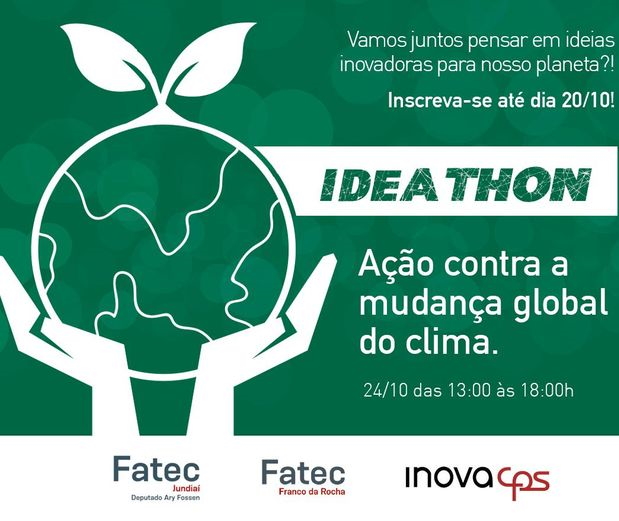 Vamos juntos pensar em ideias
inovadoras para nosso planeta?!
Inscreva-se até dia 20/10!
IDEATHON
Ação contra a
mudança global
do clima.
24/10 das 13:00 às 18:00h
Fatec
Jundiaí
Deputado Ary Fossen
Fatec
Franco da Rocha
inovacps